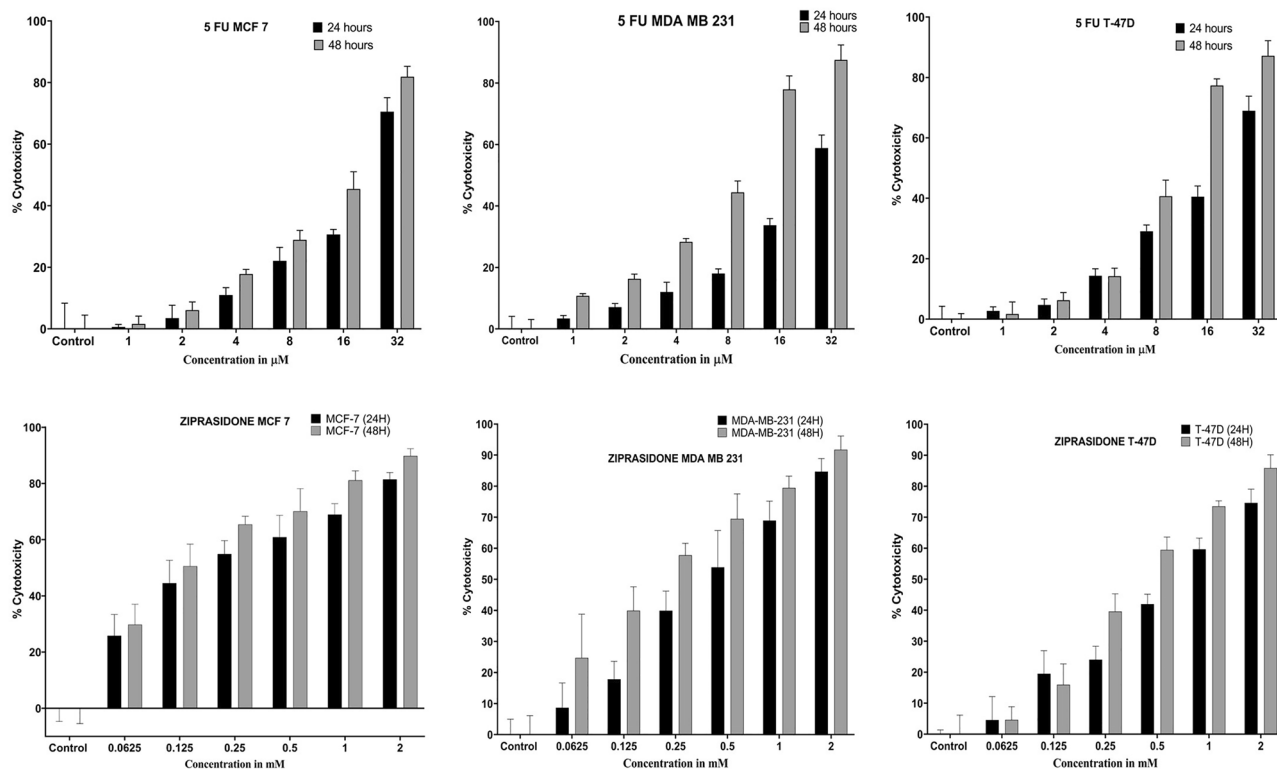 5 FU MCF 7
24 hours
48 hours
% Cytotoxicity
100
80
60
40
20
0
Control 1 2 4 8 16 32
Concentration in μM
5 FU MDA MB 231
24 hours
48 hours
% Cytotoxicity
100
80
60
40
20
0
Control 1 2 4 8 16 32
Concentration in μM
5 FU T-47D
24 hours
48 hours
% Cytotoxicity
100
80
60
40
20
0
Control 1 2 4 8 16 32
Concentration in μM
ZIPRASIDONE MCF 7
MCF-7 (24H)
MCF-7 (48H)
% Cytotoxicity
100
80
60
40
20
0
Control 0.0625 0.125 0.25 0.5 1 2
Concentration in mM
MDA-MB-231 (24H)
MDA-MB-231 (48H)
ZIPRASIDONE MDA MB 231
% Cytotoxicity
100
90
80
70
60
50
40
30
20
10
0
Control 0.0625 0.125 0.25 0.5 1 2
Concentration in mM
ZIPRASIDONE T-47D
T-47D (24H)
T-47D (48H)
% Cytotoxicity
100
90
80
70
60
50
40
30
20
10
0
Control 0.0625 0.125 0.25 0.5 1 2
Concentration in mM